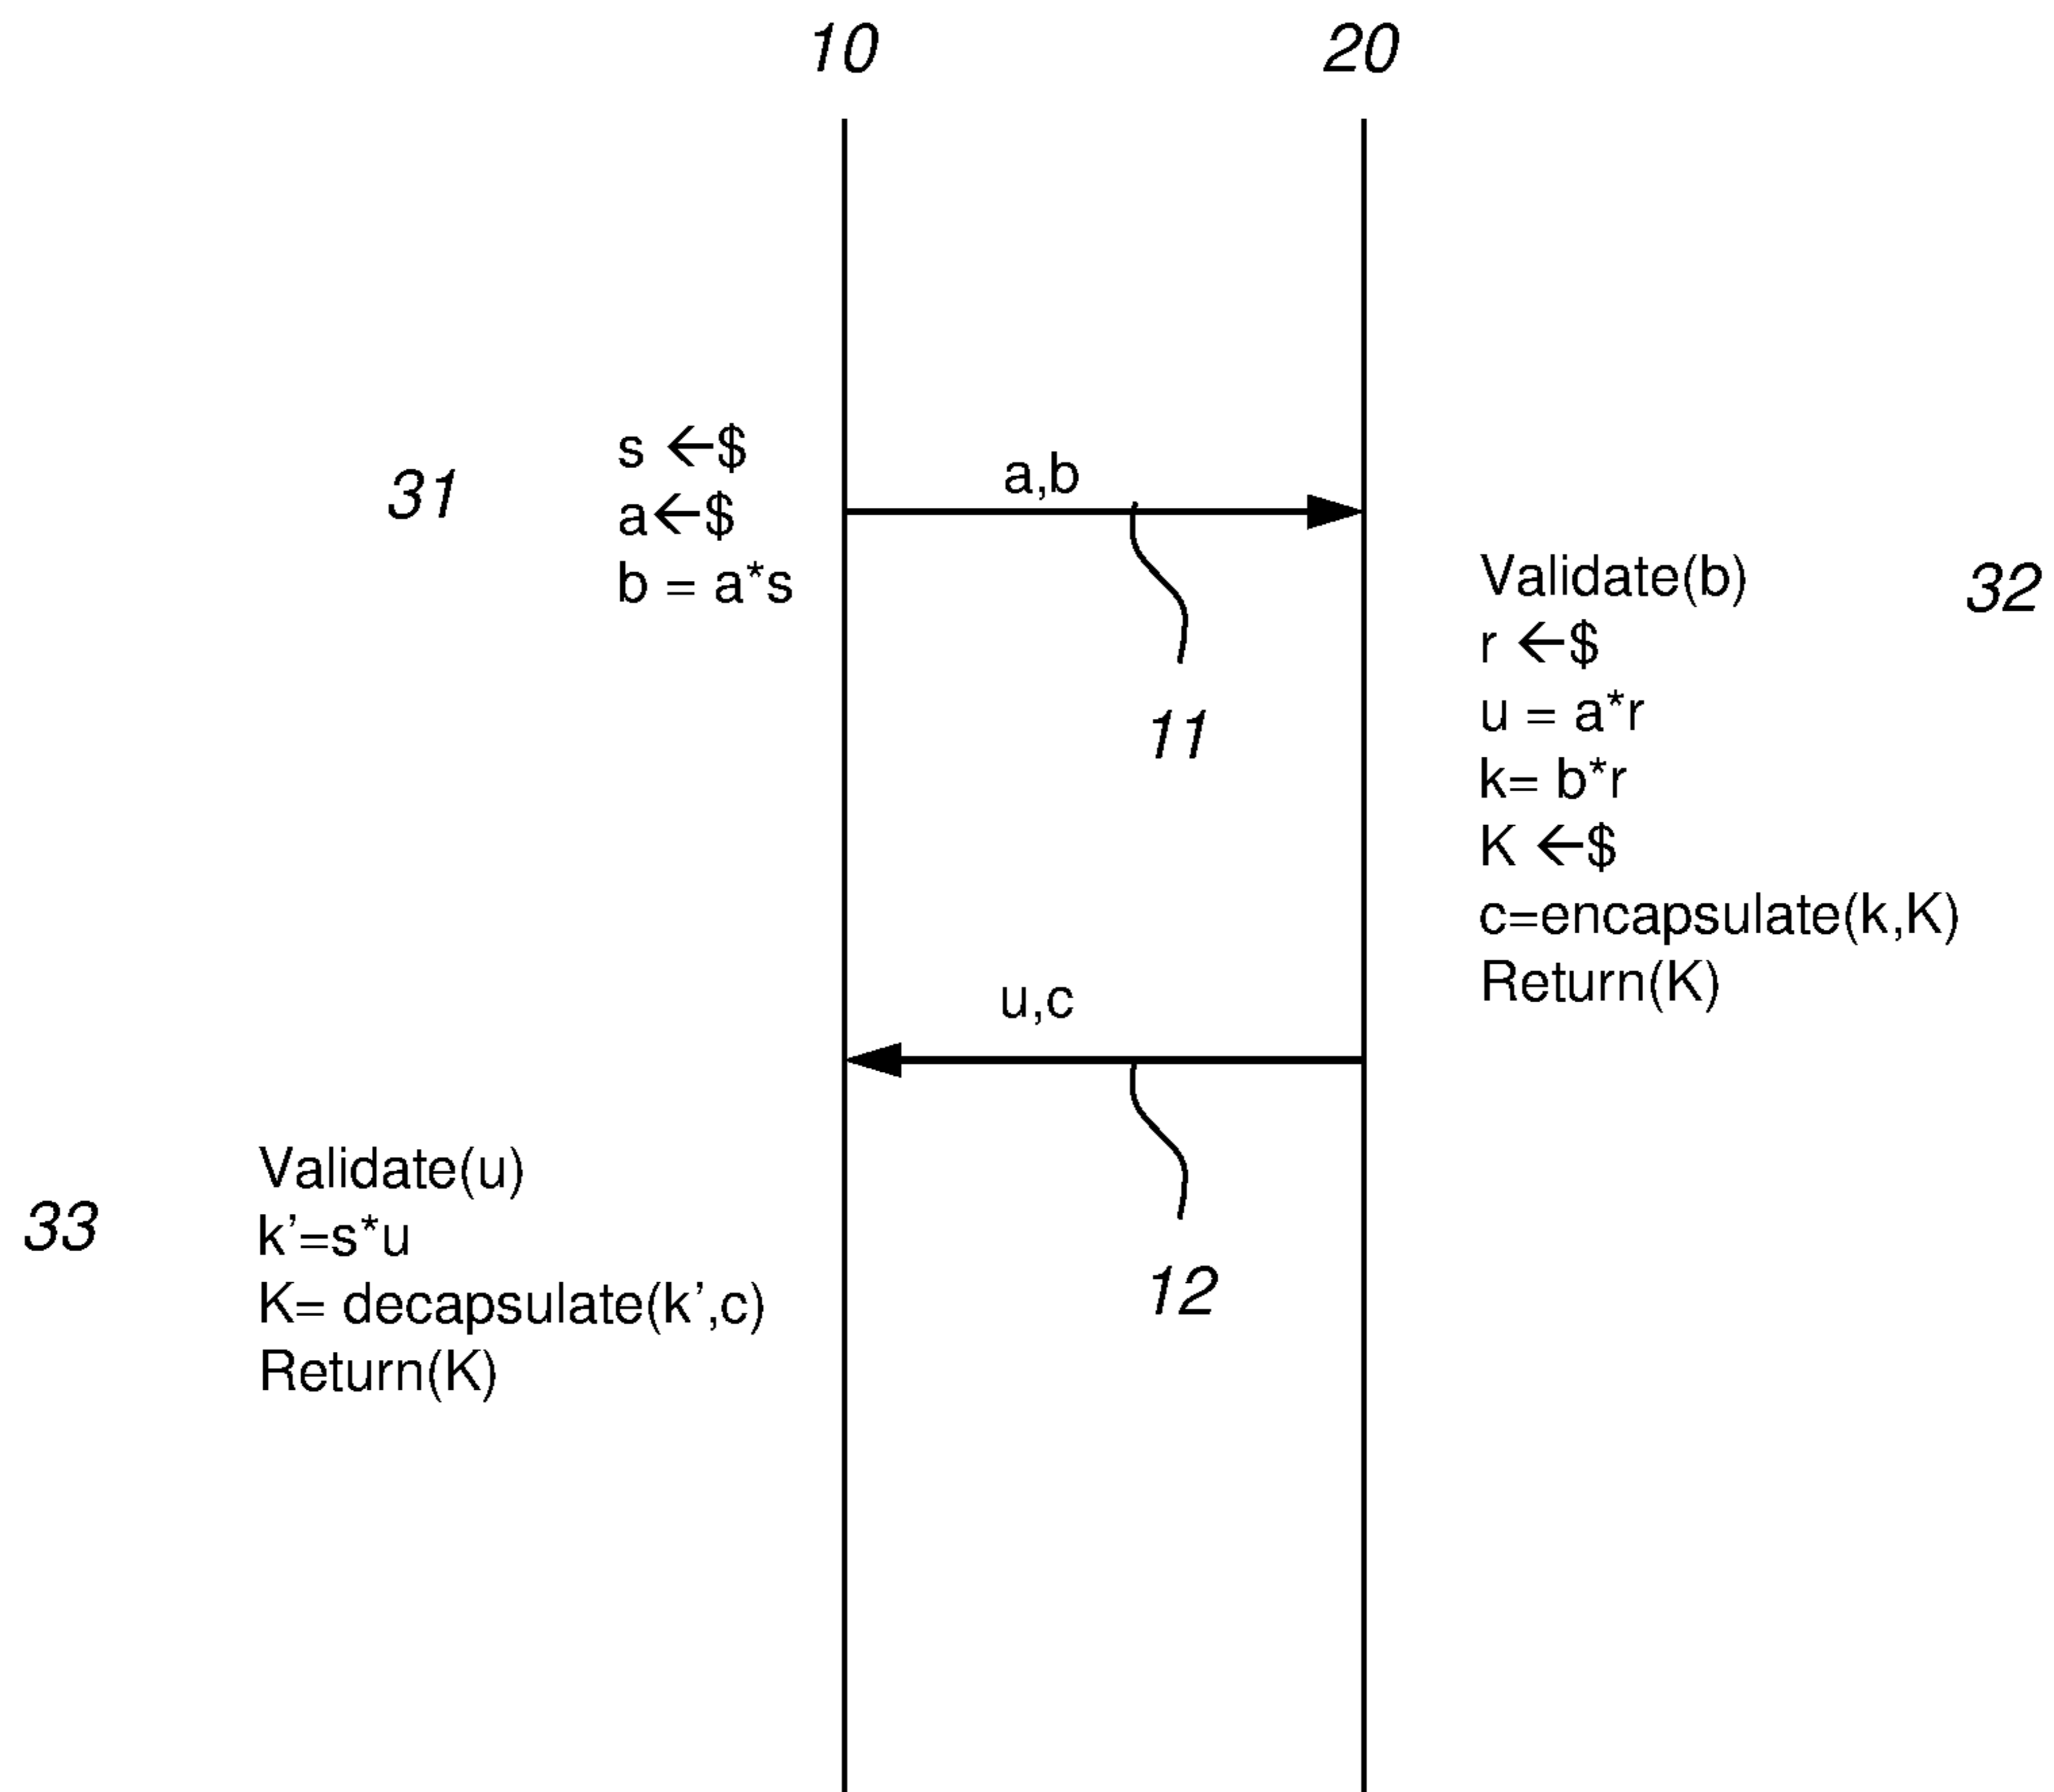 10
20
s ←$
a←$
b = a*s
31
a,b
11
Validate(b)
r ←$
u = a*r
k= b*r
K ←$
c=encapsulate(k,K)
Return(K)
32
u,c
12
Validate(u)
k’=s*u
K= decapsulate(k’,c)
Return(K)
33